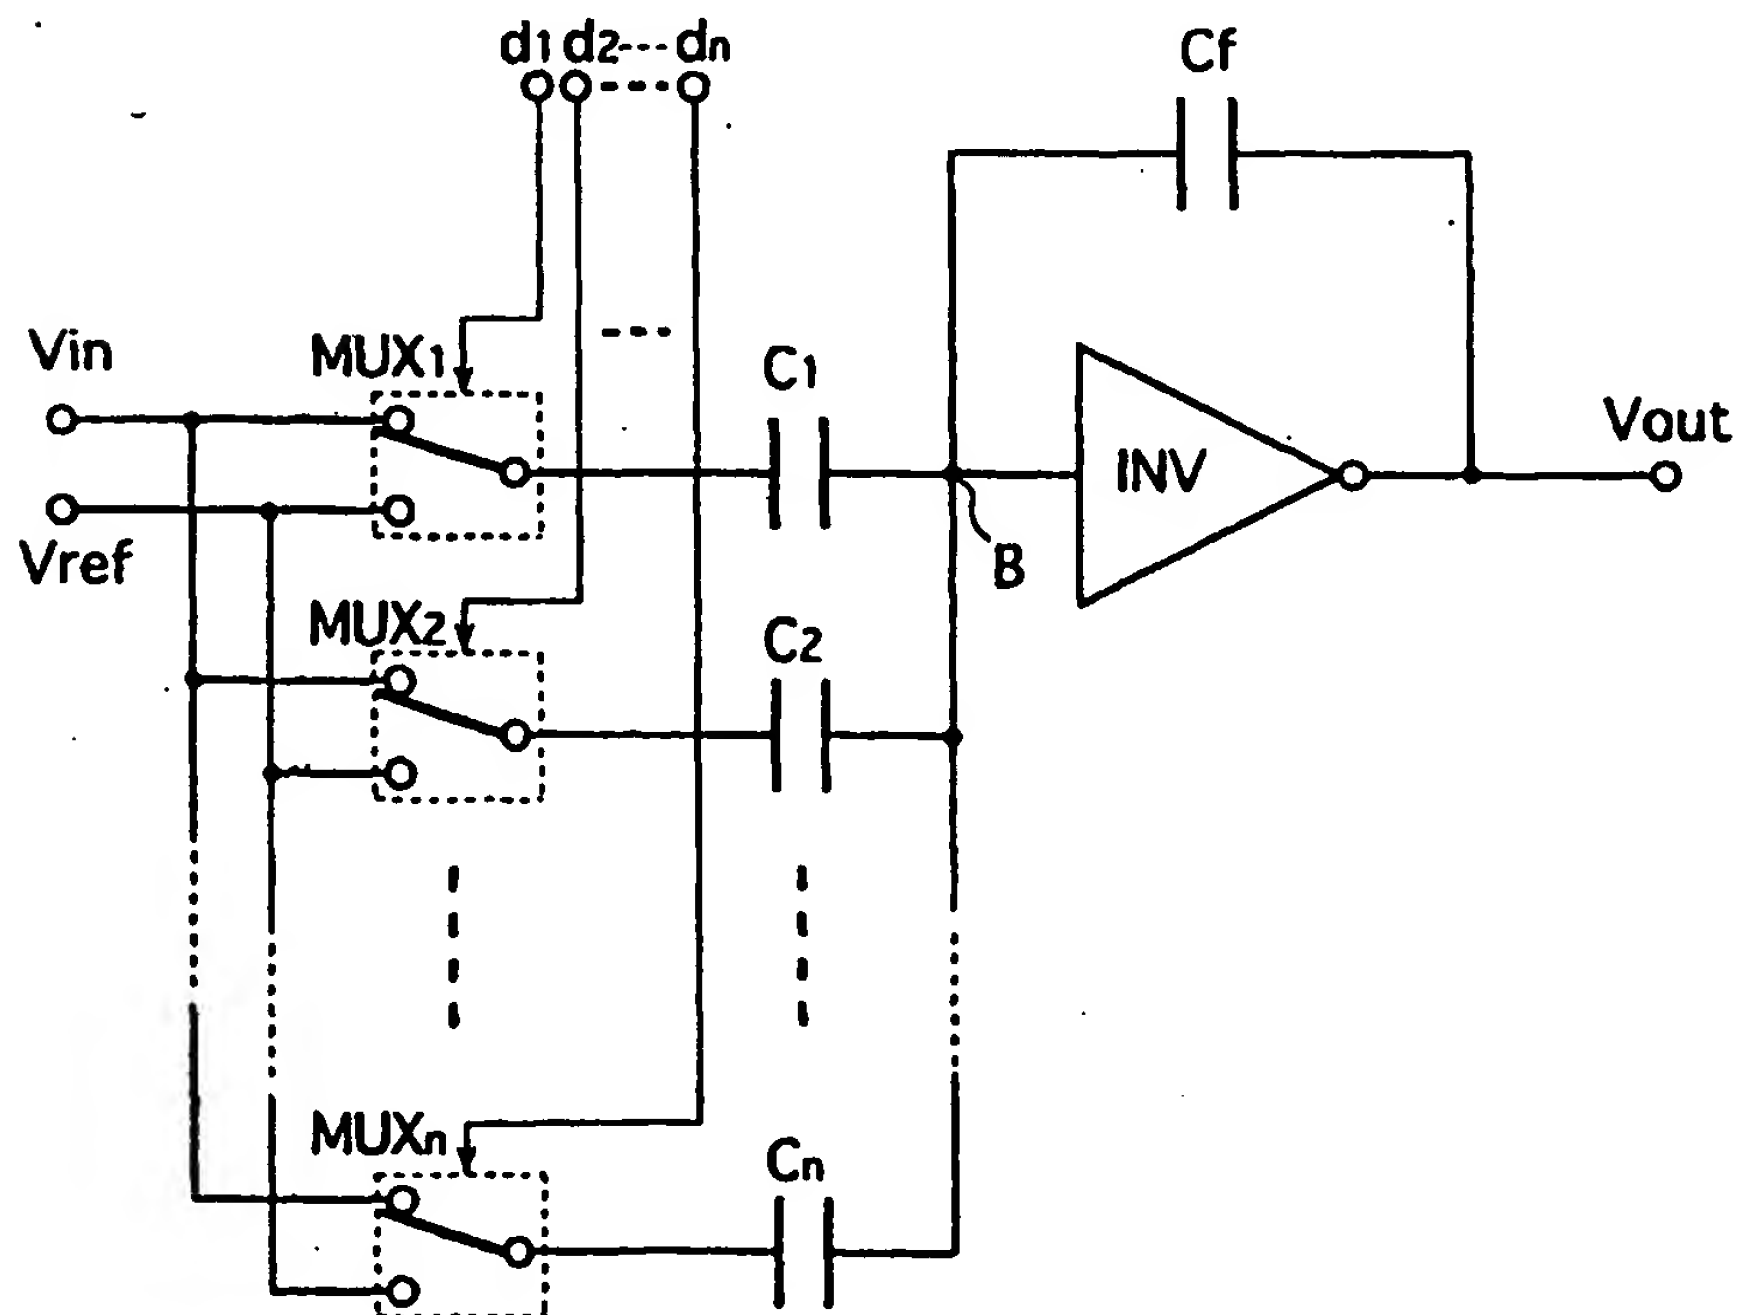 d1 d2---- dn
Cf
Vin
MUX1
C1
Vout
INV
Vref
B
MUX2
C2
MUXn
Cn